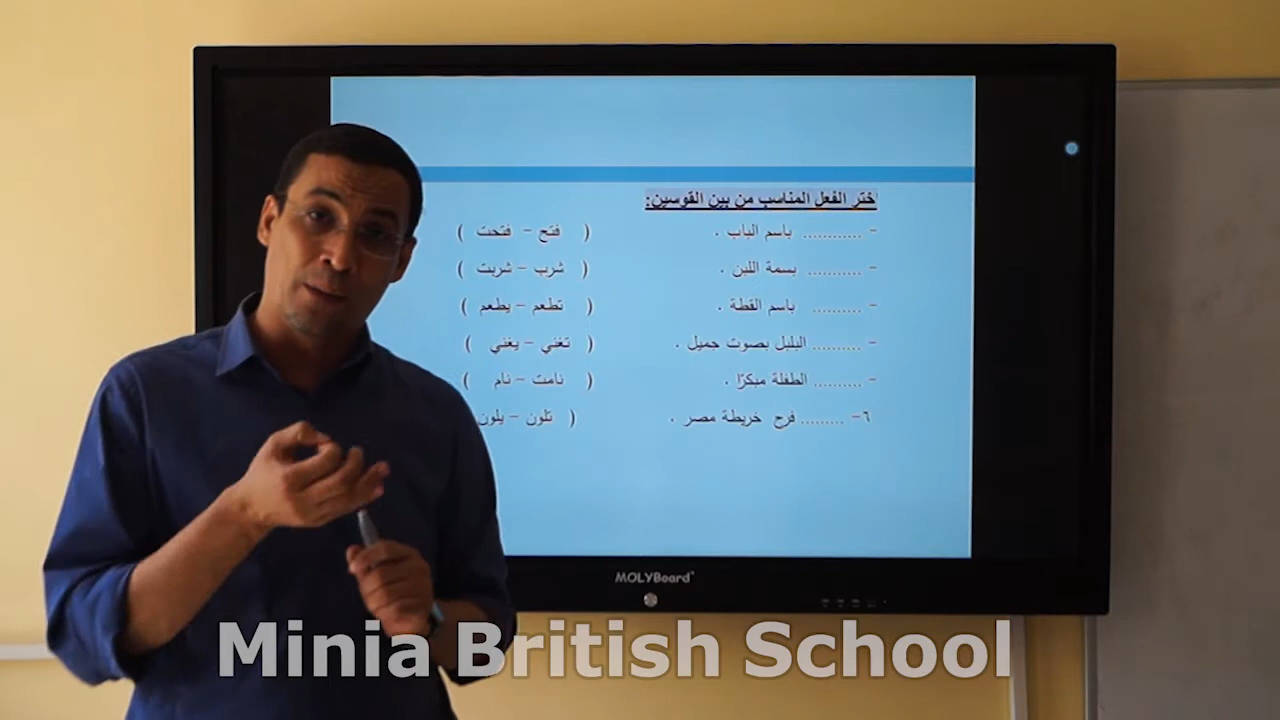 ختر الفعل المناسب من بين القوسين:
- ............ باسم الباب . ( فتح - فتحت )
- ........... بسمة اللبن . ( شرب - شربت )
- .......... باسم القطة . ( تطعم - يطعم )
- .......... البلبل بصوت جميل . ( تغني - يغني )
- .......... الطفلة مبكرًا . ( نامت - نام )
٦- ......... فرح خريطة مصر . ( تلون - يلون
MOLYBoard
Minia British School